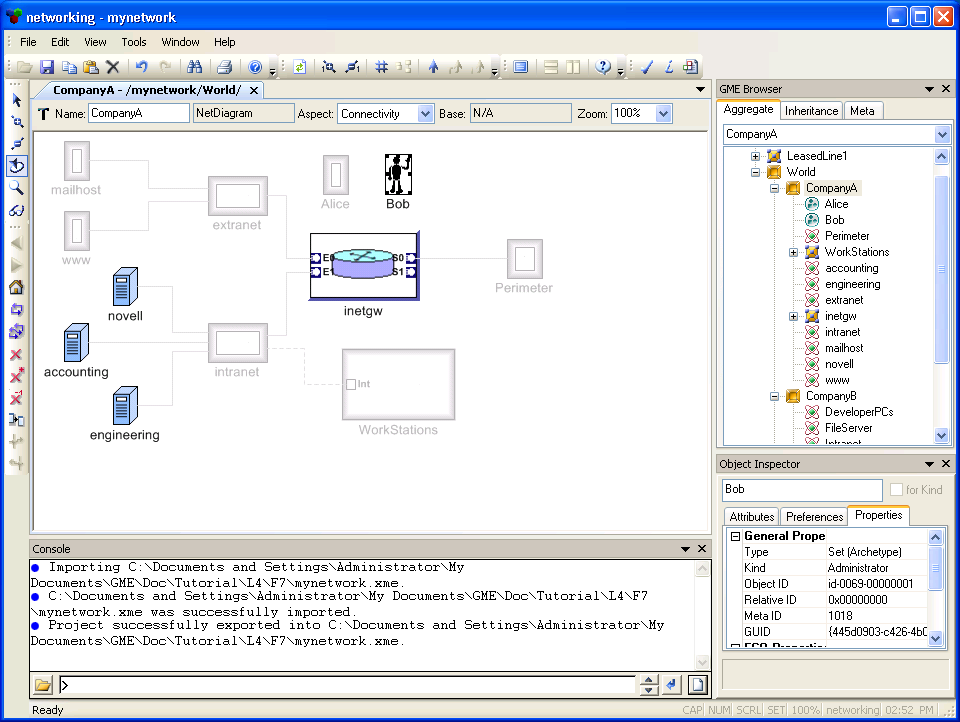 networking - mynetwork
File Edit View Tools Window Help
CompanyA - /mynetwork/World/
Name: CompanyA NetDiagram Aspect: Connectivity Base: N/A Zoom: 100%
mailhost
www
extranet
Alice
Bob
E0 S0
E1 S1
inetgw
Perimeter
novell
accounting
engineering
intranet
Int
WorkStations
GME Browser
Aggregate Inheritance Meta
CompanyA
LeasedLine1
World
CompanyA
Alice
Bob
Perimeter
WorkStations
accounting
engineering
extranet
inetgw
intranet
mailhost
novell
www
CompanyB
DeveloperPCs
FileServer
Intranet
Object Inspector
Bob for Kind
Attributes Preferences Properties
General Prope
Type Set (Archetype)
Kind Administrator
Object ID id-0069-00000001
Relative ID 0x00000000
Meta ID 1018
GUID {445d0903-c426-4b0
Console
Importing C:\Documents and Settings\Administrator\My
Documents\GME\Doc\Tutorial\L4\F7\mynetwork.xme.
C:\Documents and Settings\Administrator\My Documents\GME\Doc\Tutorial\L4\F7
\mynetwork.xme was successfully imported.
Project successfully exported into C:\Documents and Settings\Administrator\My
Documents\GME\Doc\Tutorial\L4\F7\mynetwork.xme.
>
Ready CAP NUM SCRL SET 100% networking 02:52 PM